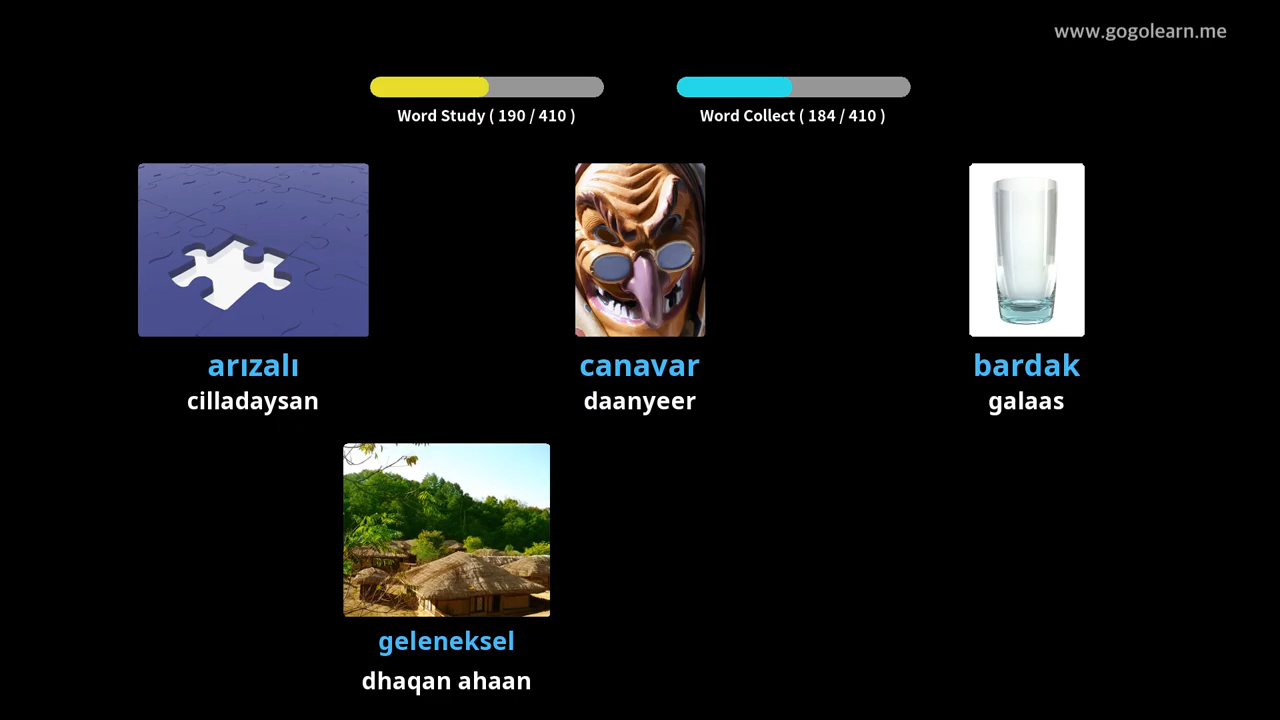 www.gogolearn.me
Word Study ( 190 / 410 )
Word Collect ( 184 / 410 )
arızalı
cilladaysan
canavar
daanyeer
bardak
galaas
geleneksel
dhaqan ahaan